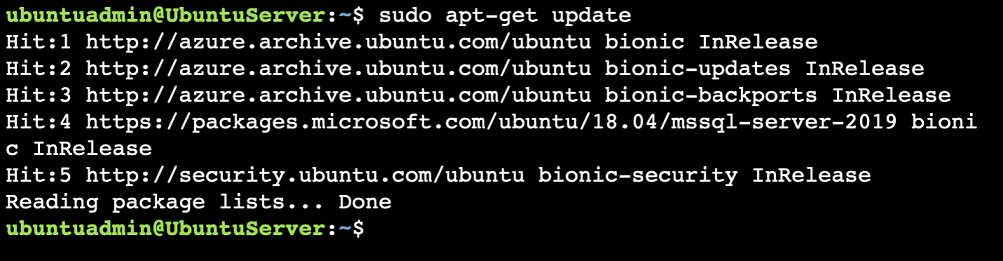 ubuntuadmin@UbuntuServer:~$ sudo apt-get update
Hit:1 http://azure.archive.ubuntu.com/ubuntu bionic InRelease
Hit:2 http://azure.archive.ubuntu.com/ubuntu bionic-updates InRelease
Hit:3 http://azure.archive.ubuntu.com/ubuntu bionic-backports InRelease
Hit:4 https://packages.microsoft.com/ubuntu/18.04/mssql-server-2019 bioni
c InRelease
Hit:5 http://security.ubuntu.com/ubuntu bionic-security InRelease
Reading package lists... Done
ubuntuadmin@UbuntuServer:~$